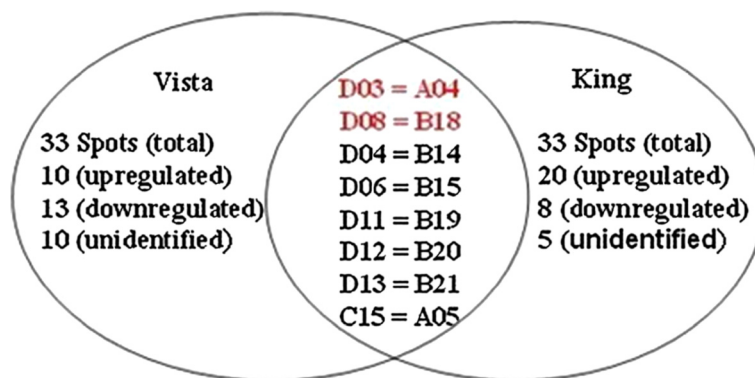 Vista
33 Spots (total)
10 (upregulated)
13 (downregulated)
10 (unidentified)
D03 = A04
D08 = B18
D04 = B14
D06 = B15
D11 = B19
D12 = B20
D13 = B21
C15 = A05
King
33 Spots (total)
20 (upregulated)
8 (downregulated)
5 (unidentified)